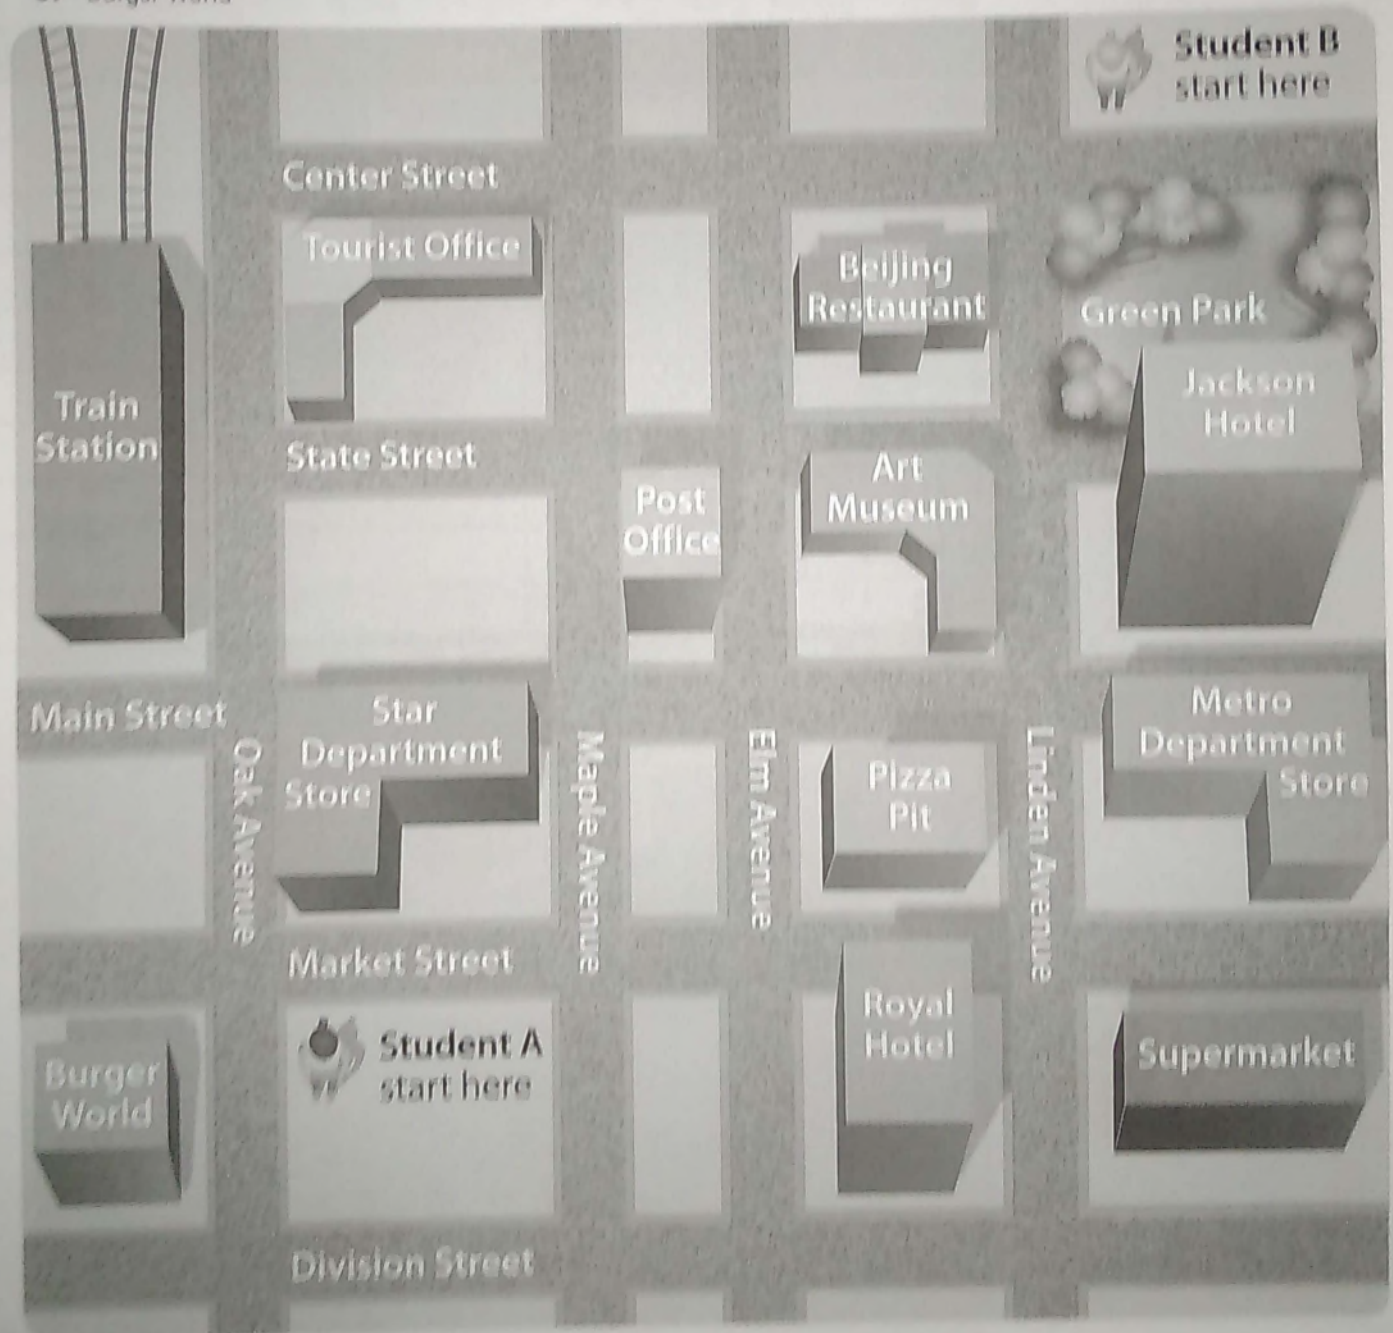 Student B
start here
Center Street
Tourist Office
Beijing
Restaurant
Green Park
Jackson
Hotel
Train
Station
State Street
Post
Office
Art
Museum
Main Street
Star
Department
Store
Metro
Department
Store
Pizza
Pit
Oak Avenue
Maple Avenue
Elm Avenue
Linden Avenue
Market Street
Royal
Hotel
Burger
World
Student A
start here
Supermarket
Division Street